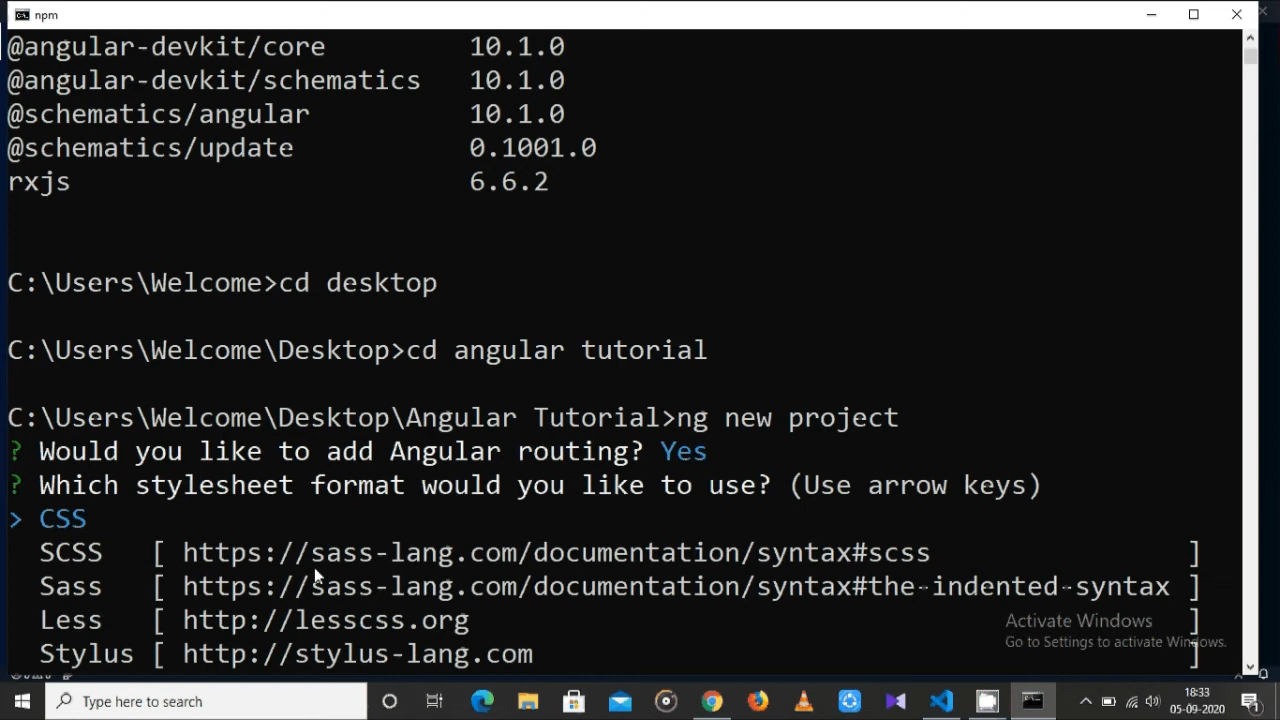 npm
@angular-devkit/core 10.1.0
@angular-devkit/schematics 10.1.0
@schematics/angular 10.1.0
@schematics/update 0.1001.0
rxjs 6.6.2
C:\Users\Welcome>cd desktop
C:\Users\Welcome\Desktop>cd angular tutorial
C:\Users\Welcome\Desktop\Angular Tutorial>ng new project
? Would you like to add Angular routing? Yes
? Which stylesheet format would you like to use? (Use arrow keys)
> CSS
SCSS [ https://sass-lang.com/documentation/syntax#scss ]
Sass [ https://sass-lang.com/documentation/syntax#the-indented-syntax ]
Less [ http://lesscss.org ]
Stylus [ http://stylus-lang.com ]
Activate Windows
Go to Settings to activate Windows.
Type here to search
18:33
05-09-2020
1